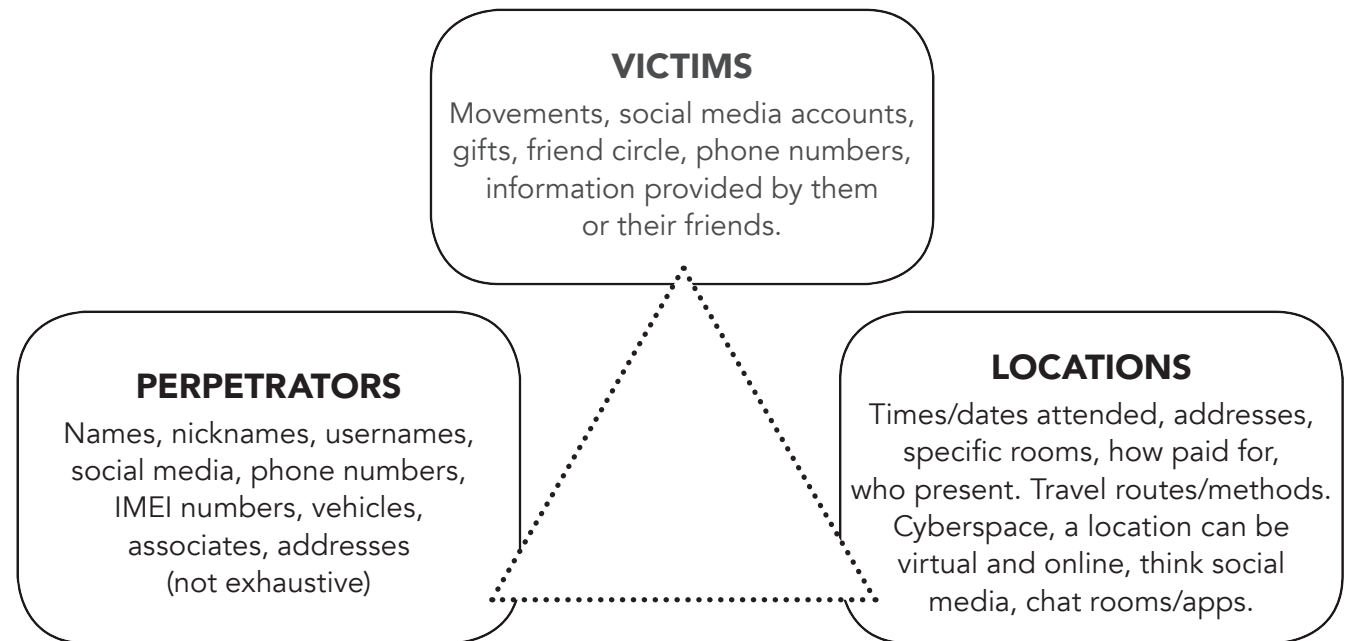 VICTIMS
Movements, social media accounts,
gifts, friend circle, phone numbers,
information provided by them
or their friends.
PERPETRATORS
Names, nicknames, usernames,
social media, phone numbers,
IMEI numbers, vehicles,
associates, addresses
(not exhaustive)
LOCATIONS
Times/dates attended, addresses,
specific rooms, how paid for,
who present. Travel routes/methods.
Cyberspace, a location can be
virtual and online, think social
media, chat rooms/apps.